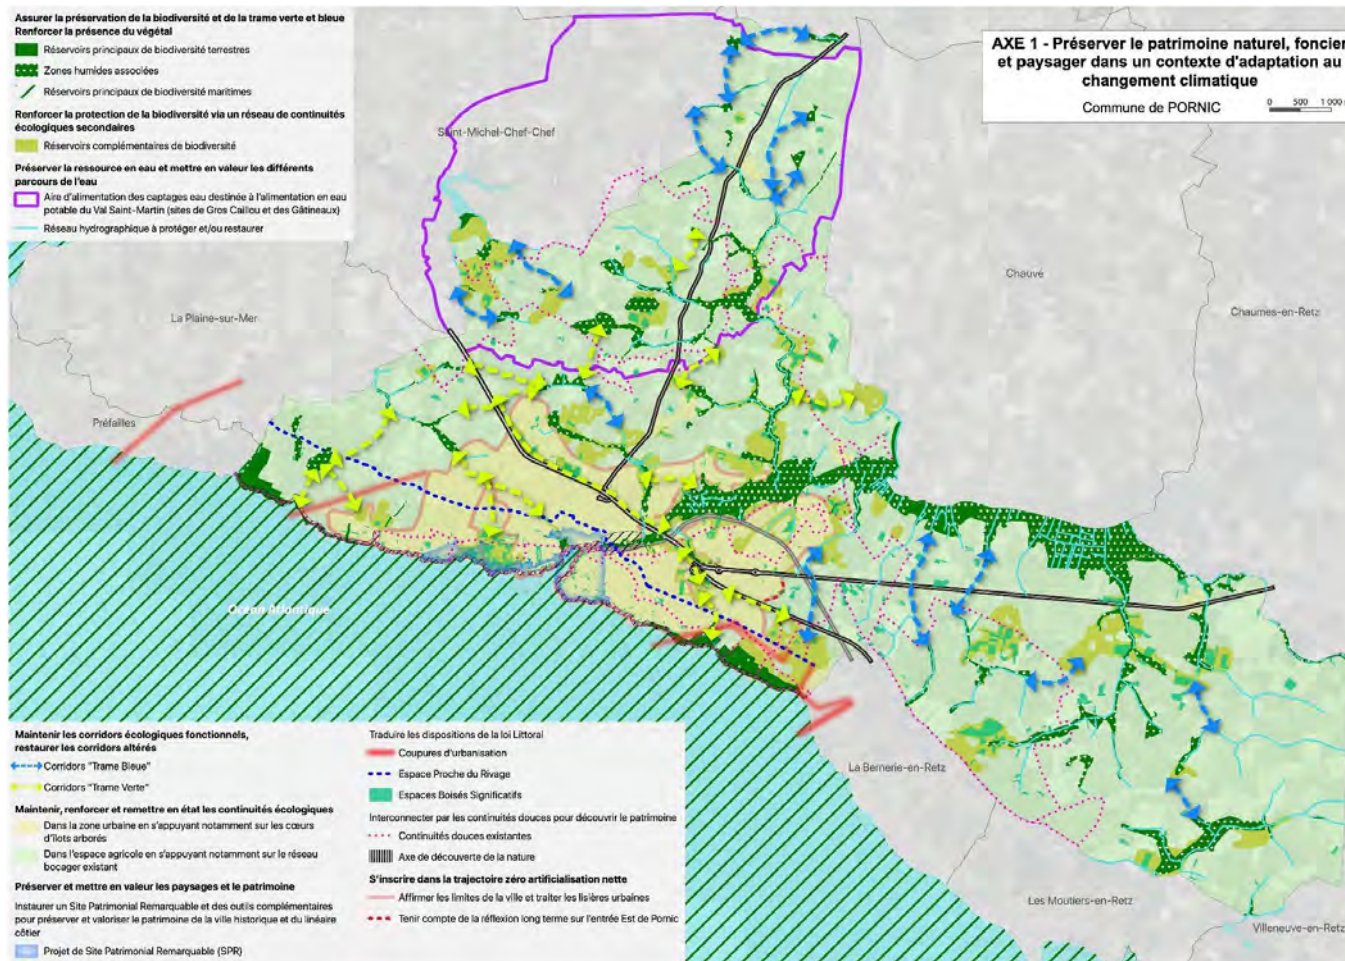 Assurer la préservation de la biodiversité et de la trame verte et bleue
Renforcer la présence du végétal
Réservoirs principaux de biodiversité terrestres
Zones humides associées
Réservoirs principaux de biodiversité maritimes
Renforcer la protection de la biodiversité via un réseau de continuités
écologiques secondaires
Réservoirs complémentaires de biodiversité
Préserver la ressource en eau et mettre en valeur les différents
parcours de l'eau
Aire d'alimentation des captages eau destinée à l'alimentation en eau
potable du Val Saint-Martin (sites de Gros Caillou et des Gâtineaux)
Réseau hydrographique à protéger et/ou restaurer
AXE 1 - Préserver le patrimoine naturel, foncier
et paysager dans un contexte d'adaptation au
changement climatique
Commune de PORNIC
0 500 1 000
Saint-Michel-Chef-Chef
Chauvé
Chaumes-en-Retz
La Plaine-sur-Mer
Préfailles
Océan Atlantique
La Bernerie-en-Retz
Les Moutiers-en-Retz
Villeneuve-en-Retz
Maintenir les corridors écologiques fonctionnels,
restaurer les corridors altérés
Corridors "Trame Bleue"
Corridors "Trame Verte"
Maintenir, renforcer et remettre en état les continuités écologiques
Dans la zone urbaine en s'appuyant notamment sur les cœurs
d'îlots arborés
Dans l'espace agricole en s'appuyant notamment sur le réseau
bocager existant
Préserver et mettre en valeur les paysages et le patrimoine
Instaurer un Site Patrimonial Remarquable et des outils complémentaires
pour préserver et valoriser le patrimoine de la ville historique et du linéaire
côtier
Projet de Site Patrimonial Remarquable (SPR)
Traduire les dispositions de la loi Littoral
Coupures d'urbanisation
Espace Proche du Rivage
Espaces Boisés Significatifs
Interconnecter par les continuités douces pour découvrir le patrimoine
Continuités douces existantes
Axe de découverte de la nature
S'inscrire dans la trajectoire zéro artificialisation nette
Affirmer les limites de la ville et traiter les lisières urbaines
Tenir compte de la réflexion long terme sur l'entrée Est de Pornic